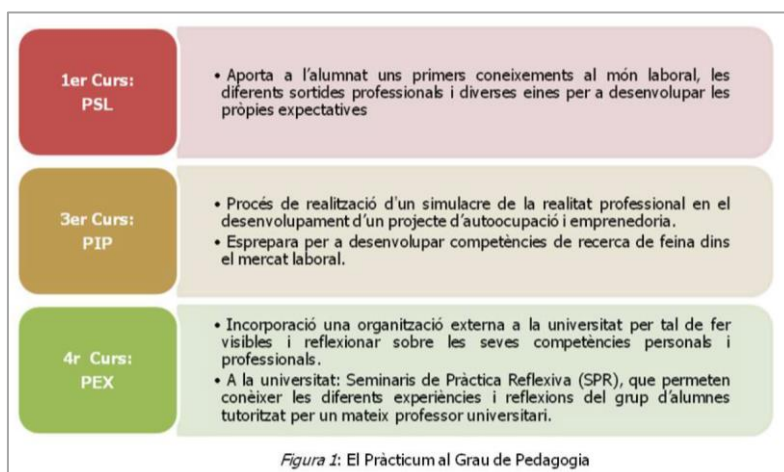 1er Curs:
PSL
• Aporta a l'alumnat uns primers coneixements al món laboral, les
diferents sortides professionals i diverses eines per a desenvolupar les
pròpies expectatives
3er Curs:
PIP
• Procés de realització d'un simulacre de la realitat professional en el
desenvolupament d'un projecte d'autoocupació i emprenedoria.
• Esprepara per a desenvolupar competències de recerca de feina dins
el mercat laboral.
4r Curs:
PEX
• Incorporació una organització externa a la universitat per tal de fer
visibles i reflexionar sobre les seves competències personals i
professionals.
• A la universitat: Seminaris de Pràctica Reflexiva (SPR), que permeten
conèixer les diferents experiències i reflexions del grup d'alumnes
tutoritzat per un mateix professor universitari.
Figura 1: El Pràcticum al Grau de Pedagogia